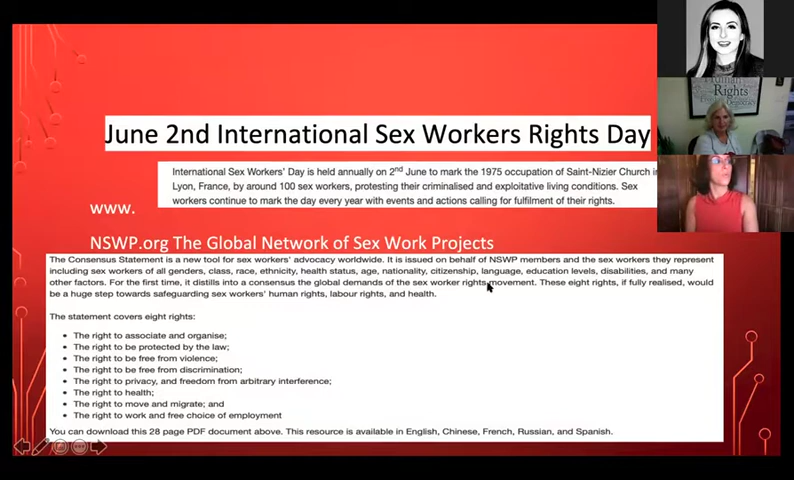 June 2nd International Sex Workers Rights Day
International Sex Workers' Day is held annually on 2nd June to mark the 1975 occupation of Saint-Nizier Church in
Lyon, France, by around 100 sex workers, protesting their criminalised and exploitative living conditions. Sex
workers continue to mark the day every year with events and actions calling for fulfilment of their rights.
www.
NSWP.org The Global Network of Sex Work Projects
The Consensus Statement is a new tool for sex workers' advocacy worldwide. It is issued on behalf of NSWP members and the sex workers they represent
including sex workers of all genders, class, race, ethnicity, health status, age, nationality, citizenship, language, education levels, disabilities, and many
other factors. For the first time, it distils into a consensus the global demands of the sex worker rights movement. These eight rights, if fully realised, would
be a huge step towards safeguarding sex workers' human rights, labour rights, and health.
The statement covers eight rights:
• The right to associate and organise;
• The right to be protected by the law;
• The right to be free from violence;
• The right to be free from discrimination;
• The right to privacy, and freedom from arbitrary interference;
• The right to health;
• The right to move and migrate; and
• The right to work and free choice of employment
You can download this 28 page PDF document above. This resource is available in English, Chinese, French, Russian, and Spanish.
Rights